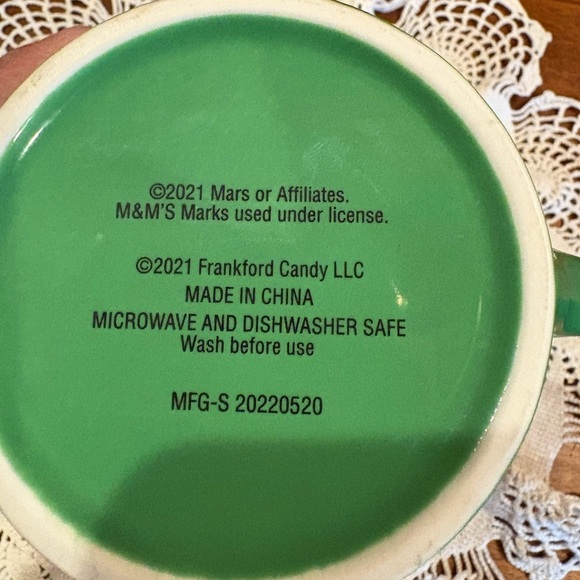 ©2021 Mars or Affiliates.
M&M'S Marks used under license.
©2021 Frankford Candy LLC
MADE IN CHINA
MICROWAVE AND DISHWASHER SAFE
Wash before use
MFG-S 20220520